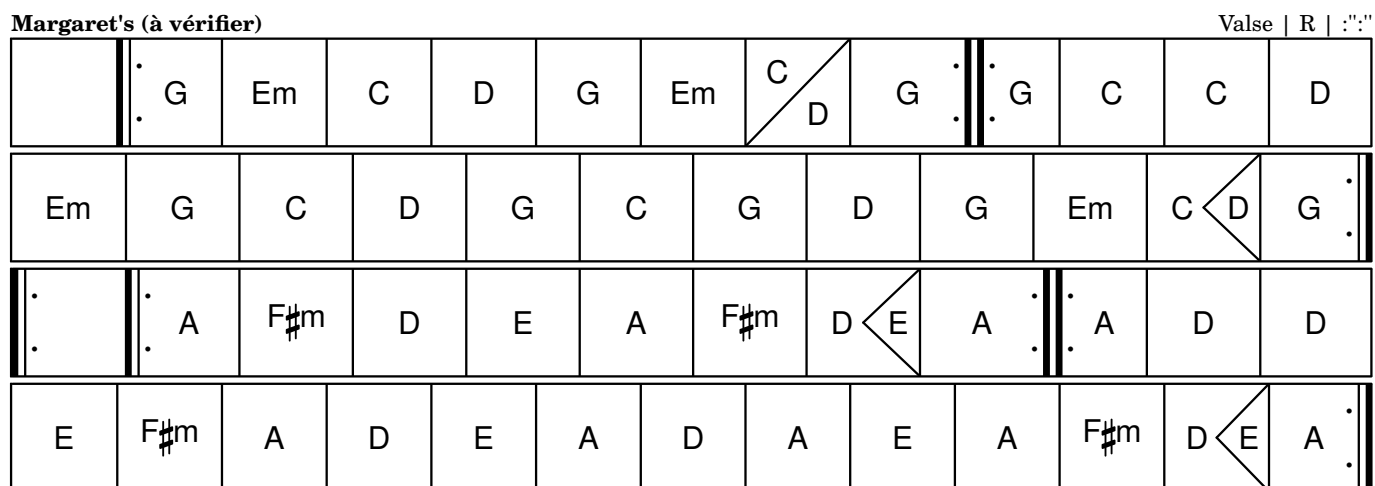 Margaret's (à vérifier) Valse | R | :":"
G Em C D G Em C D G G C C D
Em G C D G C G D G Em C D G
A F♯m D E A F♯m D E A A D D
E F♯m A D E A D A E A F♯m D E A